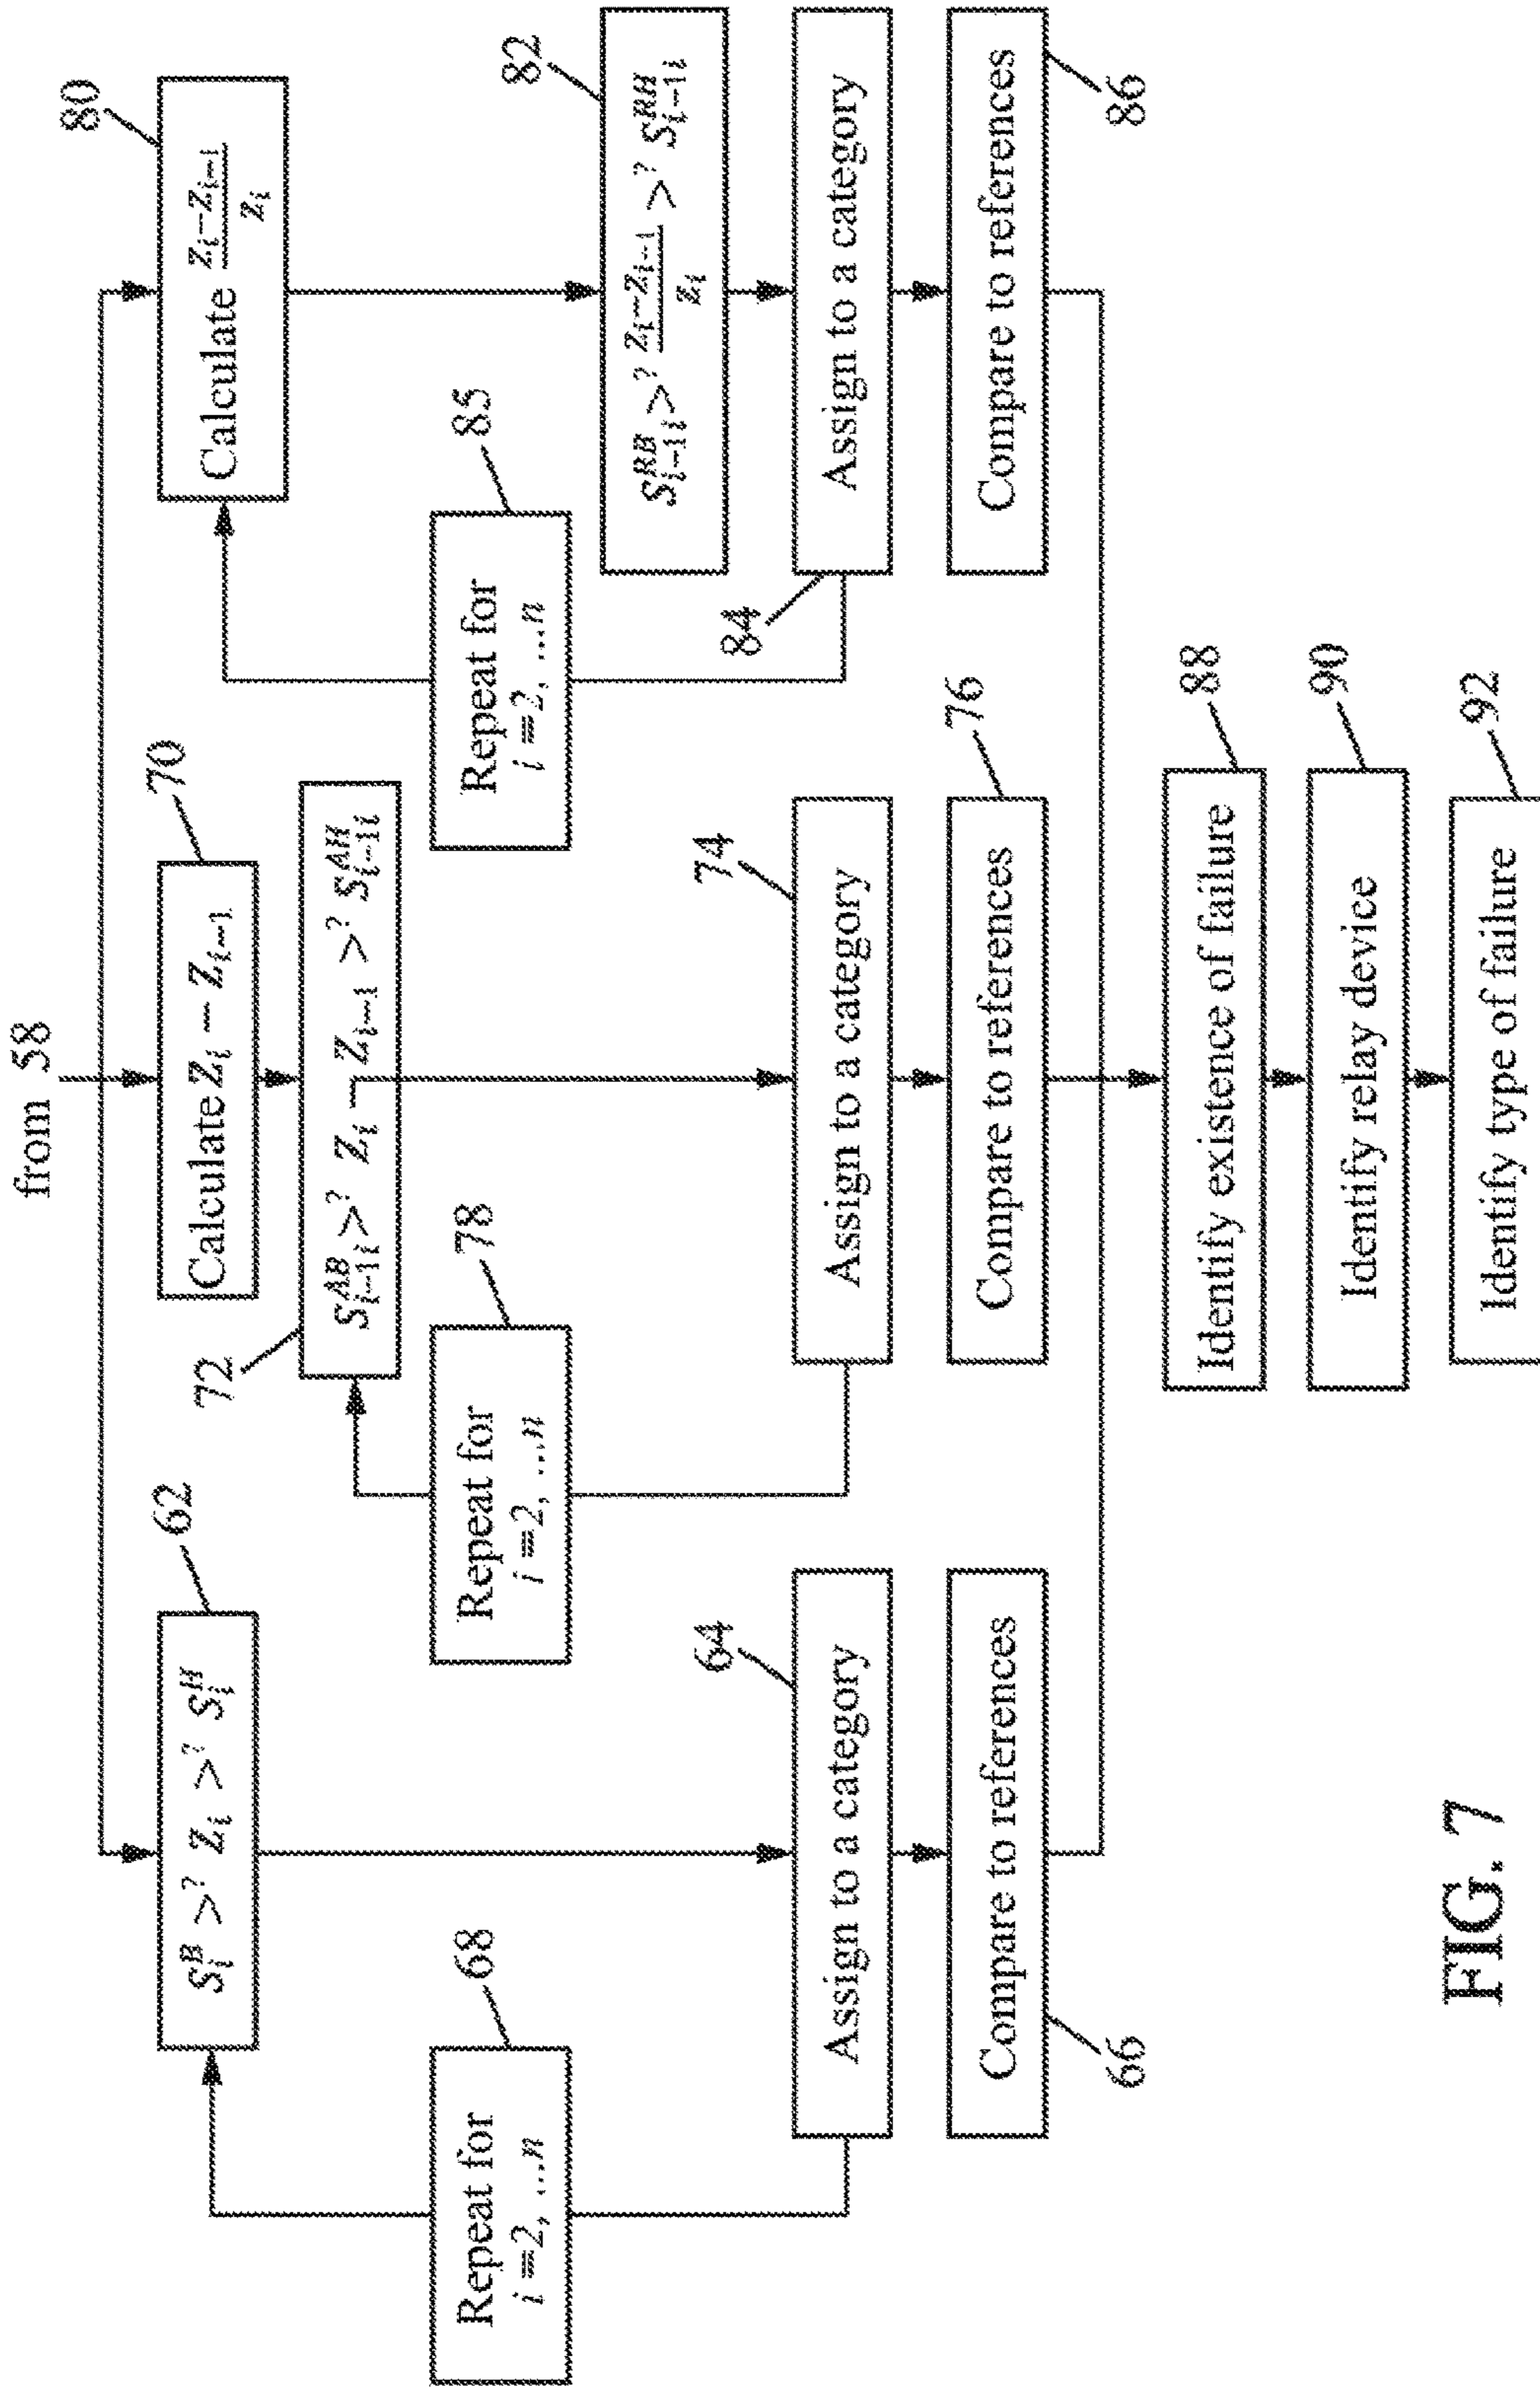 from 58
62
S_i^B >? Z_i >? S_i^H
68
Repeat for
i =2, ...n
64
Assign to a category
Compare to references
66
70
Calculate Z_i − Z_{i−1}
72
S_{i−1i}^{AB} >? Z_i − Z_{i−1} >? S_{i−1i}^{AH}
78
Repeat for
i =2, ...n
74
Assign to a category
Compare to references
76
80
Calculate (Z_i−Z_{i−1})/Z_i
85
Repeat for
i =2, ...n
82
S_{i−1i}^{RB} >? (Z_i−Z_{i−1})/Z_i >? S_{i−1i}^{RH}
84
Assign to a category
Compare to references
86
88
Identify existence of failure
90
Identify relay device
92
Identify type of failure
FIG. 7